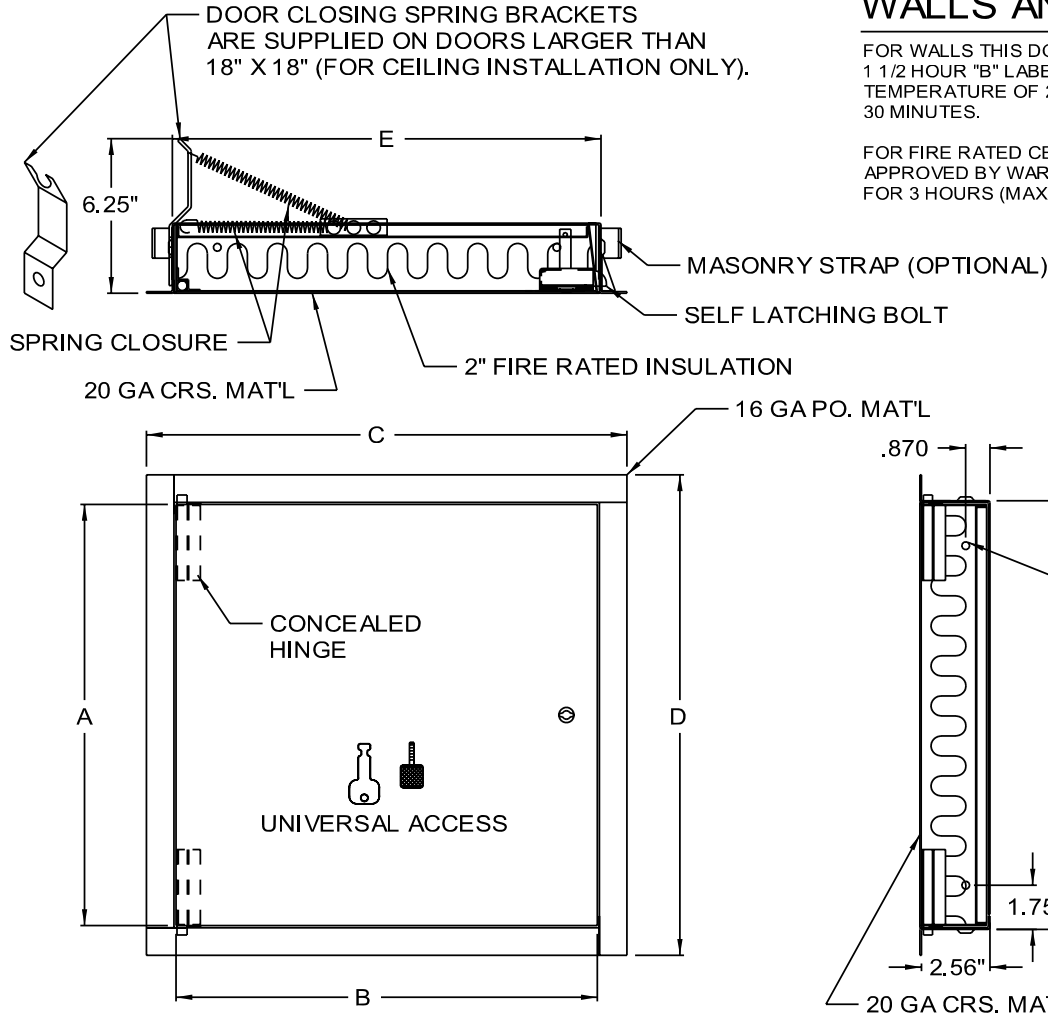 DOOR CLOSING SPRING BRACKETS
ARE SUPPLIED ON DOORS LARGER THAN
18" X 18" (FOR CEILING INSTALLATION ONLY).
WALLS AN
FOR WALLS THIS DO
1 1/2 HOUR "B" LABE
TEMPERATURE OF 2
30 MINUTES.
FOR FIRE RATED CE
APPROVED BY WAR
FOR 3 HOURS (MAX
E
6.25"
MASONRY STRAP (OPTIONAL)
SELF LATCHING BOLT
SPRING CLOSURE
2" FIRE RATED INSULATION
20 GA CRS. MAT'L
16 GA PO. MAT'L
C
.870
CONCEALED
HINGE
A
D
UNIVERSAL ACCESS
1.75
2.56"
B
20 GA CRS. MAT